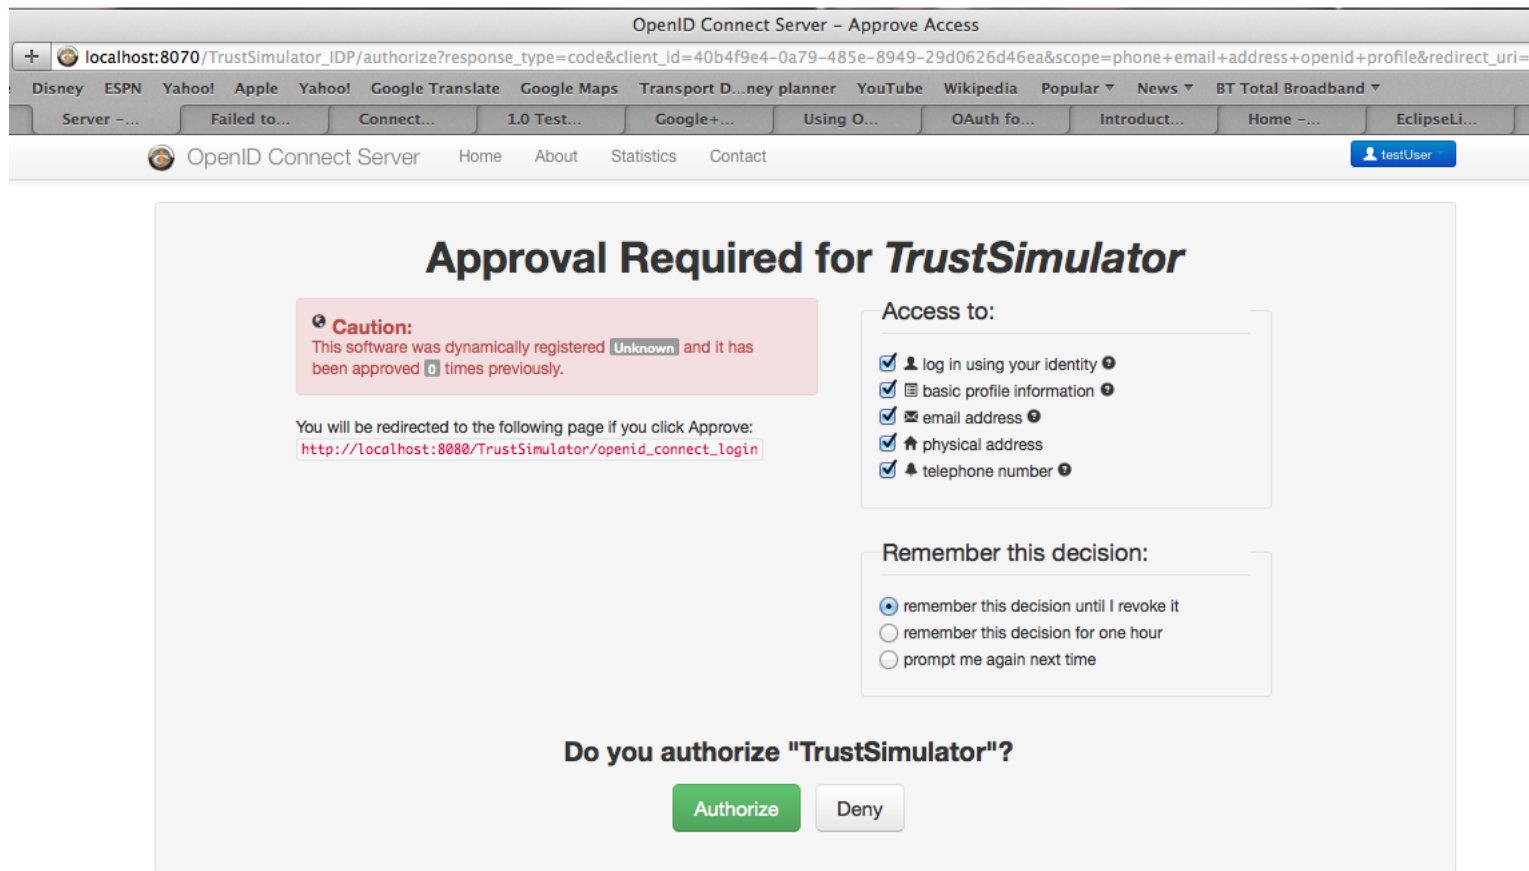 OpenID Connect Server – Approve Access
+ localhost:8070/TrustSimulator_IDP/authorize?response_type=code&client_id=40b4f9e4-0a79-485e-8949-29d0626d46ea&scope=phone+email+address+openid+profile&redirect_uri=
Disney ESPN Yahoo! Apple Yahoo! Google Translate Google Maps Transport D...ney planner YouTube Wikipedia Popular ▾ News ▾ BT Total Broadband ▾
Server –... Failed to... Connect... 1.0 Test... Google+... Using O... OAuth fo... Introduct... Home –... EclipseLi...
OpenID Connect Server Home About Statistics Contact testUser
Approval Required for TrustSimulator
Caution:
This software was dynamically registered Unknown and it has
been approved 0 times previously.
You will be redirected to the following page if you click Approve:
http://localhost:8080/TrustSimulator/openid_connect_login
Access to:
log in using your identity
basic profile information
email address
physical address
telephone number
Remember this decision:
remember this decision until I revoke it
remember this decision for one hour
prompt me again next time
Do you authorize "TrustSimulator"?
Authorize Deny